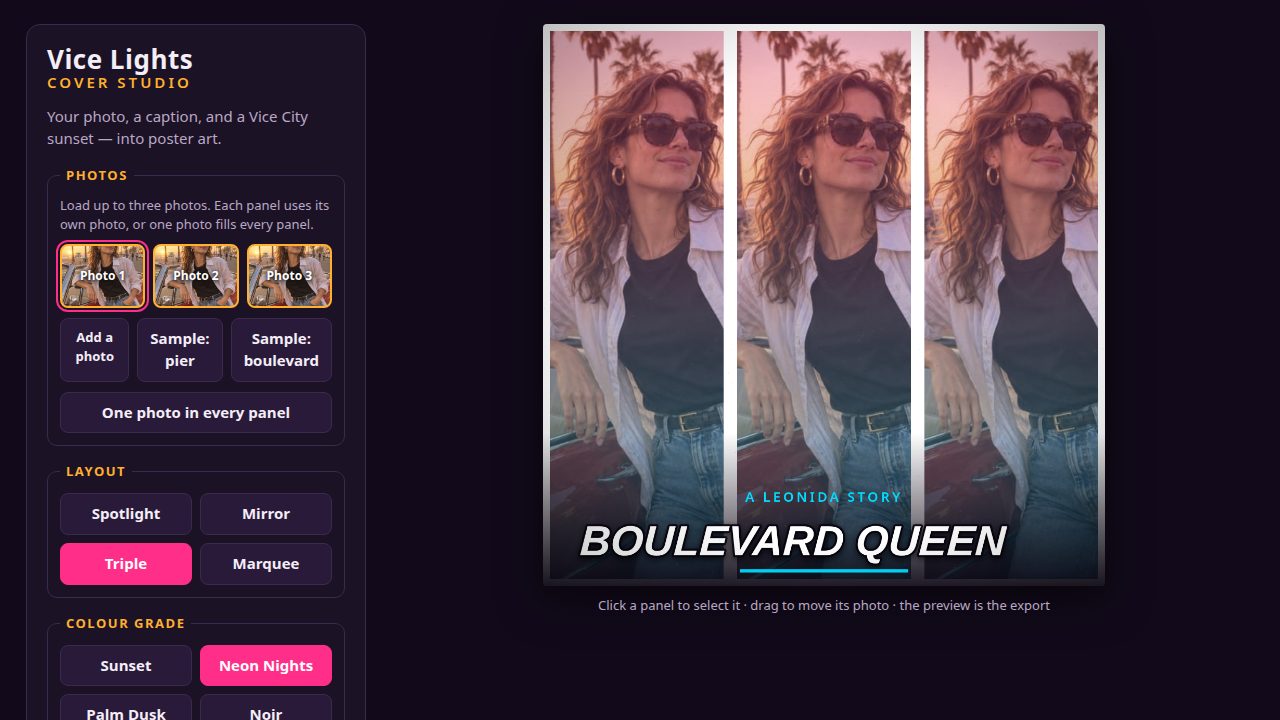 Vice Lights
COVER STUDIO
Your photo, a caption, and a Vice City
sunset — into poster art.
PHOTOS
Load up to three photos. Each panel uses its
own photo, or one photo fills every panel.
Photo 1
Photo 2
Photo 3
Add a
photo
Sample:
pier
Sample:
boulevard
One photo in every panel
LAYOUT
Spotlight
Mirror
Triple
Marquee
COLOUR GRADE
Sunset
Neon Nights
Palm Dusk
Noir
A LEONIDA STORY
BOULEVARD QUEEN
Click a panel to select it · drag to move its photo · the preview is the export